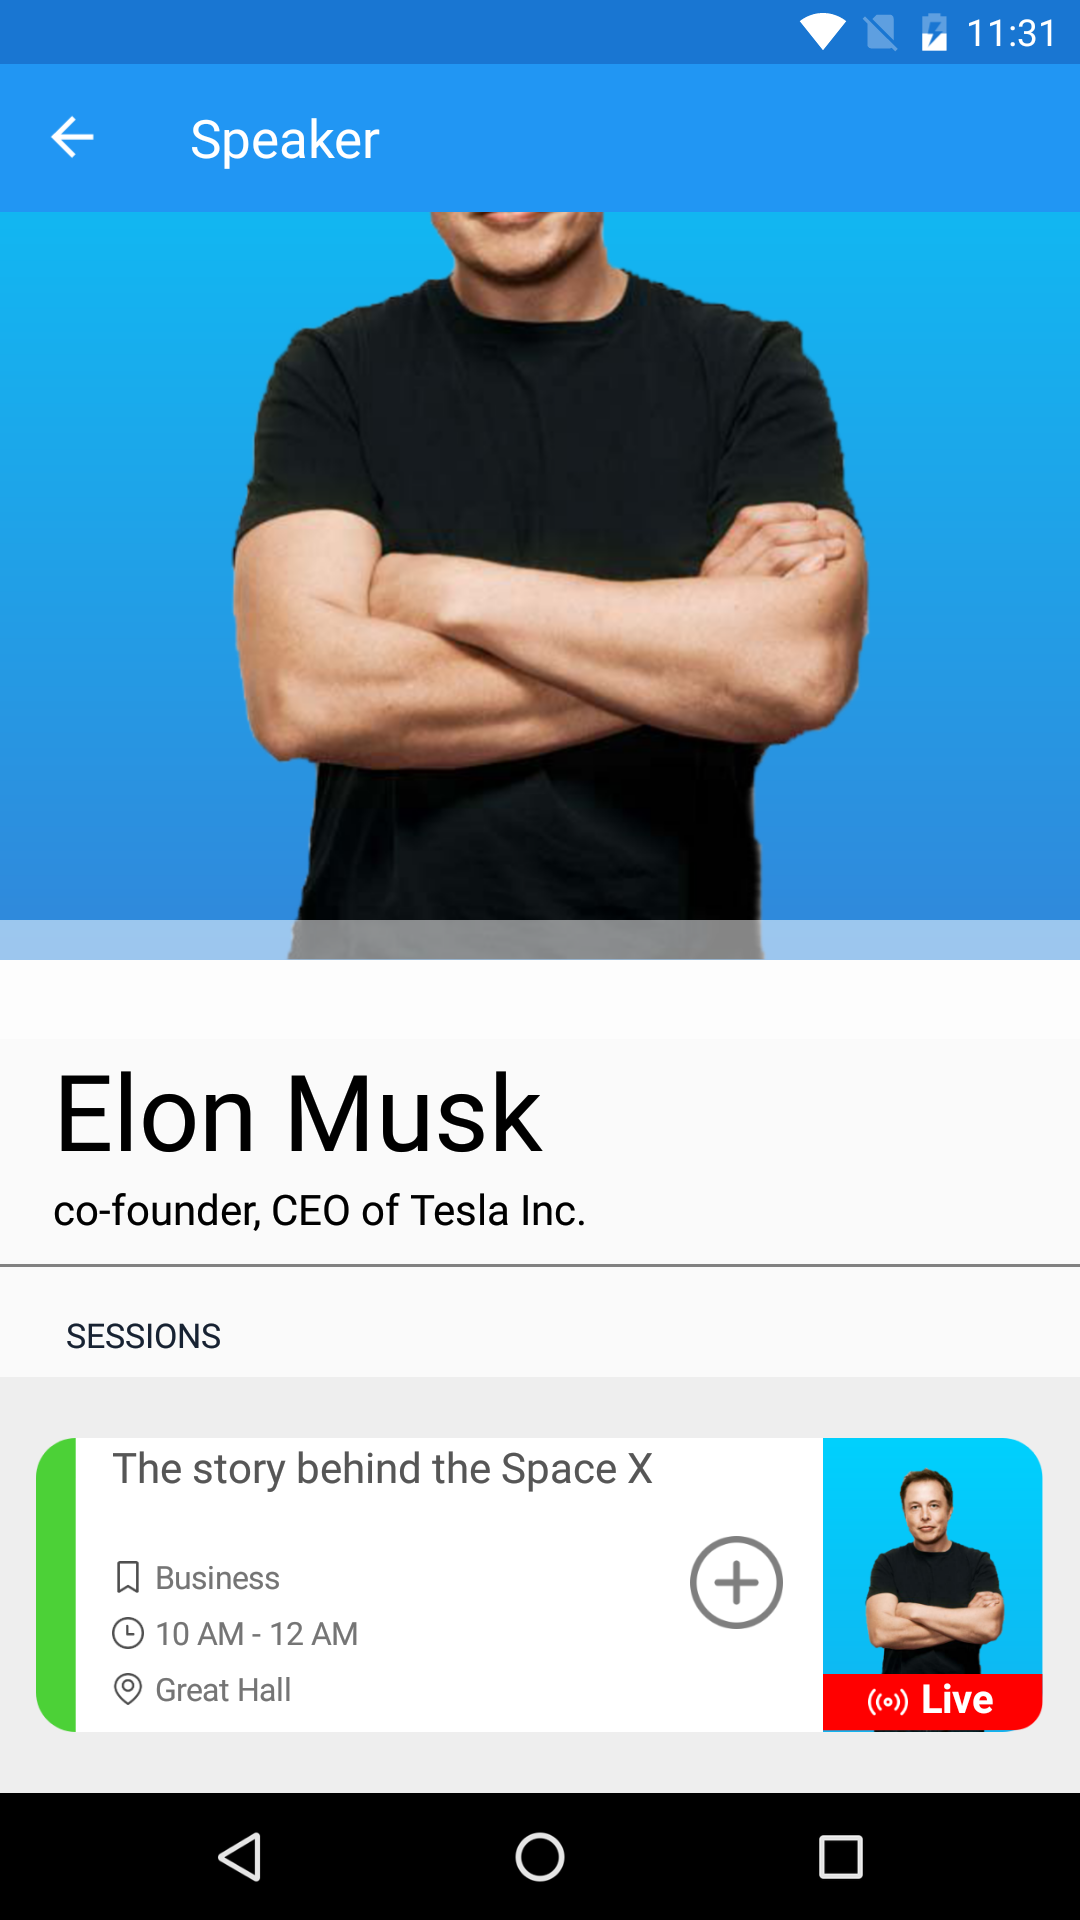 11:31
Speaker
Elon Musk
co-founder, CEO of Tesla Inc.
SESSIONS
The story behind the Space X
Business
10 AM - 12 AM
Great Hall
Live